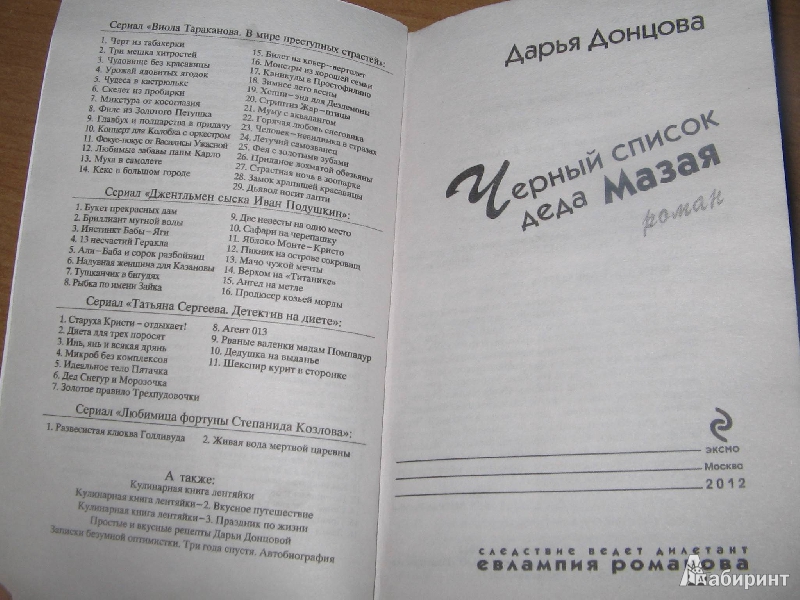 Сериал «Виола Тараканова. В мире преступных страстей»:
1. Черт из табакерки
2. Три мешка хитростей
3. Чудовище без красавицы
4. Урожай ядовитых ягодок
5. Чудеса в кастрюльке
6. Скелет из пробирки
7. Микстура от косоглазия
8. Филе из Золотого Петушка
9. Главбух и полцарства в придачу
10. Концерт для Колобка с оркестром
11. Фокус-покус от Василисы Ужасной
12. Любимые забавы папы Карло
13. Муха в самолете
14. Кекс в большом городе
15. Билет на ковер-вертолет
16. Монстры из хорошей семьи
17. Каникулы в Простофилино
18. Зимнее лето весны
19. Хеппи-энд для Дездемоны
20. Стриптиз Жар-птицы
21. Муму с аквалангом
22. Горячая любовь снеговика
23. Человек-невидимка в стразах
24. Летучий самозванец
25. Фея с золотыми зубами
26. Приданое лохматой обезьяны
27. Страстная ночь в зоопарке
28. Замок храпящей красавицы
29. Дьявол носит лапти
Сериал «Джентльмен сыска Иван Подушкин»:
1. Букет прекрасных дам
2. Бриллиант мутной воды
3. Инстинкт Бабы-Яги
4. 13 несчастий Геракла
5. Али-Баба и сорок разбойниц
6. Надувная женщина для Казановы
7. Тушканчик в бигудях
8. Рыбка по имени Зайка
9. Две невесты на одно место
10. Сафари на черепашку
11. Яблоко Монте-Кристо
12. Пикник на острове сокровищ
13. Мачо чужой мечты
14. Верхом на «Титанике»
15. Ангел на метле
16. Продюсер козьей морды
Сериал «Татьяна Сергеева. Детектив на диете»:
1. Старуха Кристи – отдыхает!
2. Диета для трех поросят
3. Инь, янь и всякая дрянь
4. Микроб без комплексов
5. Идеальное тело Пятачка
6. Дед Снегур и Морозочка
7. Золотое правило Трехпудовочки
8. Агент 013
9. Рваные валенки мадам Помпадур
10. Дедушка на выданье
11. Шекспир курит в сторонке
Сериал «Любимица фортуны Степанида Козлова»:
1. Развесистая клюква Голливуда
2. Живая вода мертвой царевны
А также:
Кулинарная книга лентяйки
Кулинарная книга лентяйки–2. Вкусное путешествие
Кулинарная книга лентяйки–3. Праздник по жизни
Простые и вкусные рецепты Дарьи Донцовой
Записки безумной оптимистки. Три года спустя. Автобиография
Дарья Донцова
Черный список
деда Мазая
роман
эксмо
Москва
2012
следствие ведет дилетант
евлампия романова
Лабиринт